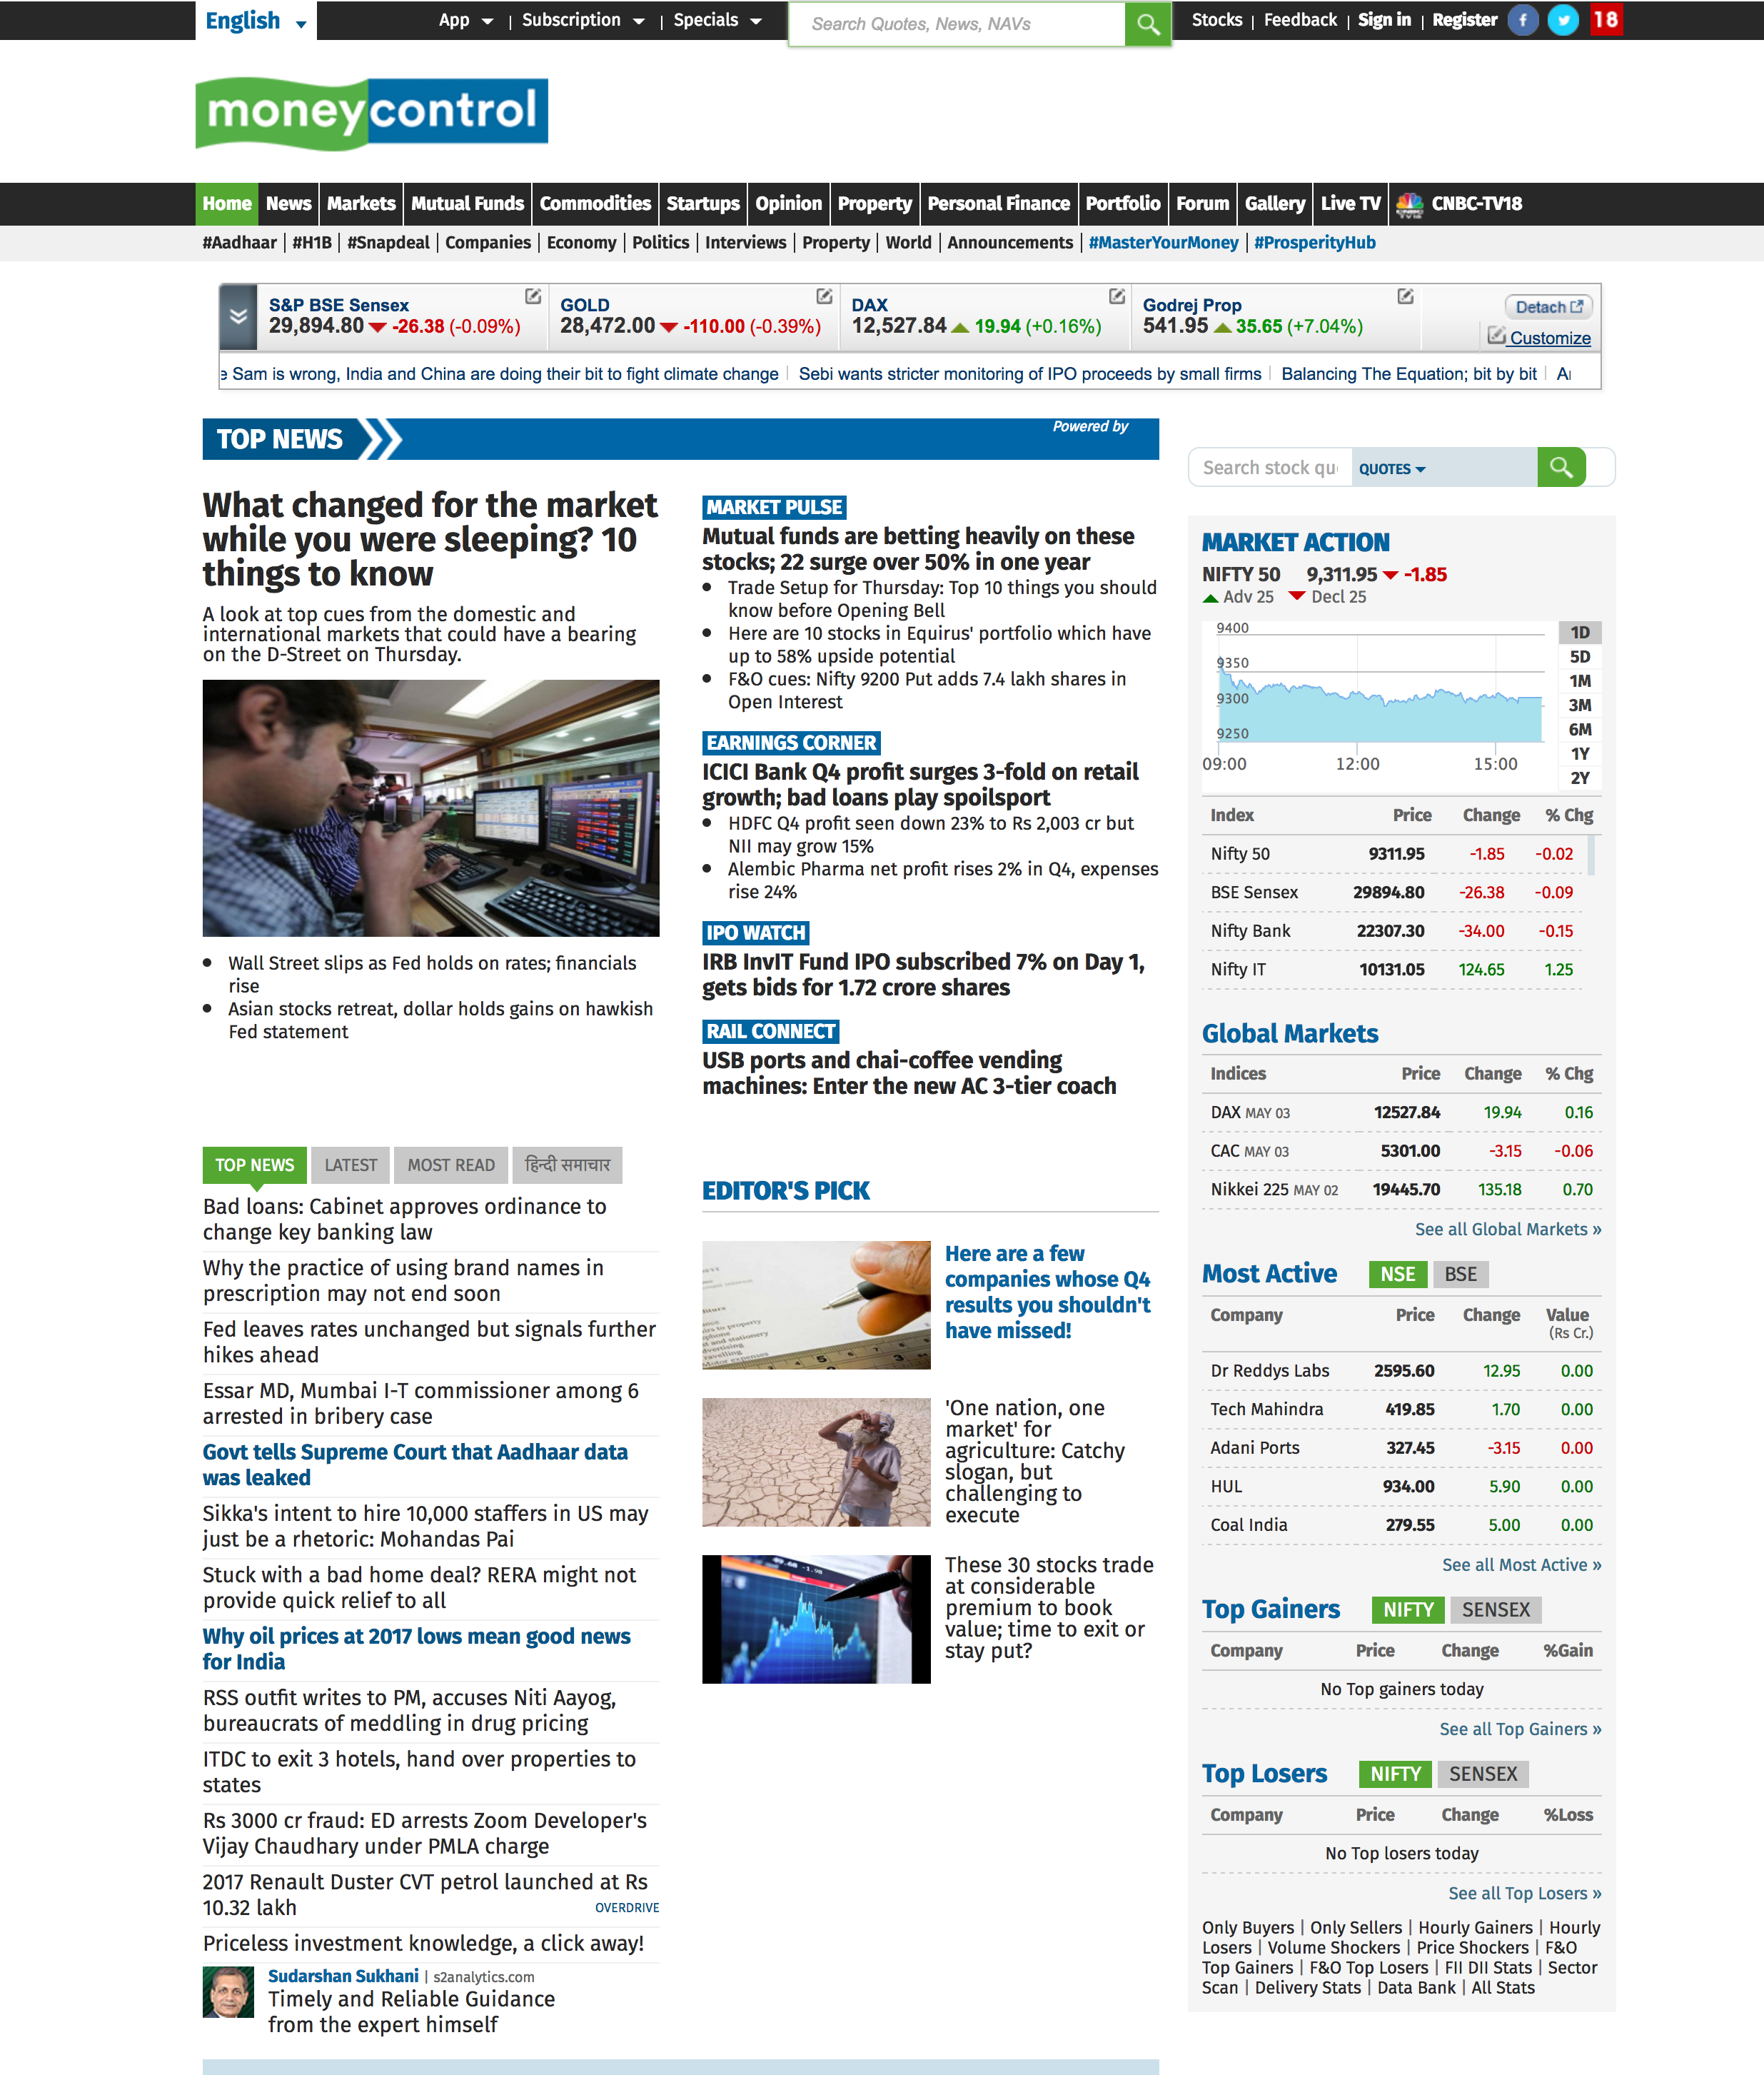 English
App | Subscription | Specials
Search Quotes, News, NAVs
Stocks | Feedback | Sign in | Register
18
moneycontrol
Home News Markets Mutual Funds Commodities Startups Opinion Property Personal Finance Portfolio Forum Gallery Live TV CNBC-TV18
#Aadhaar | #H1B | #Snapdeal | Companies | Economy | Politics | Interviews | Property | World | Announcements | #MasterYourMoney | #ProsperityHub
S&P BSE Sensex
29,894.80 -26.38 (-0.09%)
GOLD
28,472.00 -110.00 (-0.39%)
DAX
12,527.84 19.94 (+0.16%)
Godrej Prop
541.95 35.65 (+7.04%)
Detach
Customize
Sam is wrong, India and China are doing their bit to fight climate change | Sebi wants stricter monitoring of IPO proceeds by small firms | Balancing The Equation; bit by bit |
TOP NEWS
Powered by
What changed for the market
while you were sleeping? 10
things to know
A look at top cues from the domestic and
international markets that could have a bearing
on the D-Street on Thursday.
• Wall Street slips as Fed holds on rates; financials
rise
• Asian stocks retreat, dollar holds gains on hawkish
Fed statement
MARKET PULSE
Mutual funds are betting heavily on these
stocks; 22 surge over 50% in one year
• Trade Setup for Thursday: Top 10 things you should
know before Opening Bell
• Here are 10 stocks in Equirus' portfolio which have
up to 58% upside potential
• F&O cues: Nifty 9200 Put adds 7.4 lakh shares in
Open Interest
EARNINGS CORNER
ICICI Bank Q4 profit surges 3-fold on retail
growth; bad loans play spoilsport
• HDFC Q4 profit seen down 23% to Rs 2,003 cr but
NII may grow 15%
• Alembic Pharma net profit rises 2% in Q4, expenses
rise 24%
IPO WATCH
IRB InvIT Fund IPO subscribed 7% on Day 1,
gets bids for 1.72 crore shares
RAIL CONNECT
USB ports and chai-coffee vending
machines: Enter the new AC 3-tier coach
TOP NEWS LATEST MOST READ हिन्दी समाचार
Bad loans: Cabinet approves ordinance to
change key banking law
Why the practice of using brand names in
prescription may not end soon
Fed leaves rates unchanged but signals further
hikes ahead
Essar MD, Mumbai I-T commissioner among 6
arrested in bribery case
Govt tells Supreme Court that Aadhaar data
was leaked
Sikka's intent to hire 10,000 staffers in US may
just be a rhetoric: Mohandas Pai
Stuck with a bad home deal? RERA might not
provide quick relief to all
Why oil prices at 2017 lows mean good news
for India
RSS outfit writes to PM, accuses Niti Aayog,
bureaucrats of meddling in drug pricing
ITDC to exit 3 hotels, hand over properties to
states
Rs 3000 cr fraud: ED arrests Zoom Developer's
Vijay Chaudhary under PMLA charge
2017 Renault Duster CVT petrol launched at Rs
10.32 lakh OVERDRIVE
Priceless investment knowledge, a click away!
Sudarshan Sukhani | s2analytics.com
Timely and Reliable Guidance
from the expert himself
EDITOR'S PICK
Here are a few
companies whose Q4
results you shouldn't
have missed!
'One nation, one
market' for
agriculture: Catchy
slogan, but
challenging to
execute
These 30 stocks trade
at considerable
premium to book
value; time to exit or
stay put?
Search stock QUOTES
MARKET ACTION
NIFTY 50 9,311.95 -1.85
Adv 25 Decl 25
9400
9350
9300
9250
09:00 12:00 15:00
1D
5D
1M
3M
6M
1Y
2Y
Index Price Change % Chg
Nifty 50 9311.95 -1.85 -0.02
BSE Sensex 29894.80 -26.38 -0.09
Nifty Bank 22307.30 -34.00 -0.15
Nifty IT 10131.05 124.65 1.25
Global Markets
Indices Price Change % Chg
DAX MAY 03 12527.84 19.94 0.16
CAC MAY 03 5301.00 -3.15 -0.06
Nikkei 225 MAY 02 19445.70 135.18 0.70
See all Global Markets »
Most Active NSE BSE
Company Price Change Value
(Rs Cr.)
Dr Reddys Labs 2595.60 12.95 0.00
Tech Mahindra 419.85 1.70 0.00
Adani Ports 327.45 -3.15 0.00
HUL 934.00 5.90 0.00
Coal India 279.55 5.00 0.00
See all Most Active »
Top Gainers NIFTY SENSEX
Company Price Change %Gain
No Top gainers today
See all Top Gainers »
Top Losers NIFTY SENSEX
Company Price Change %Loss
No Top losers today
See all Top Losers »
Only Buyers | Only Sellers | Hourly Gainers | Hourly
Losers | Volume Shockers | Price Shockers | F&O
Top Gainers | F&O Top Losers | FII DII Stats | Sector
Scan | Delivery Stats | Data Bank | All Stats